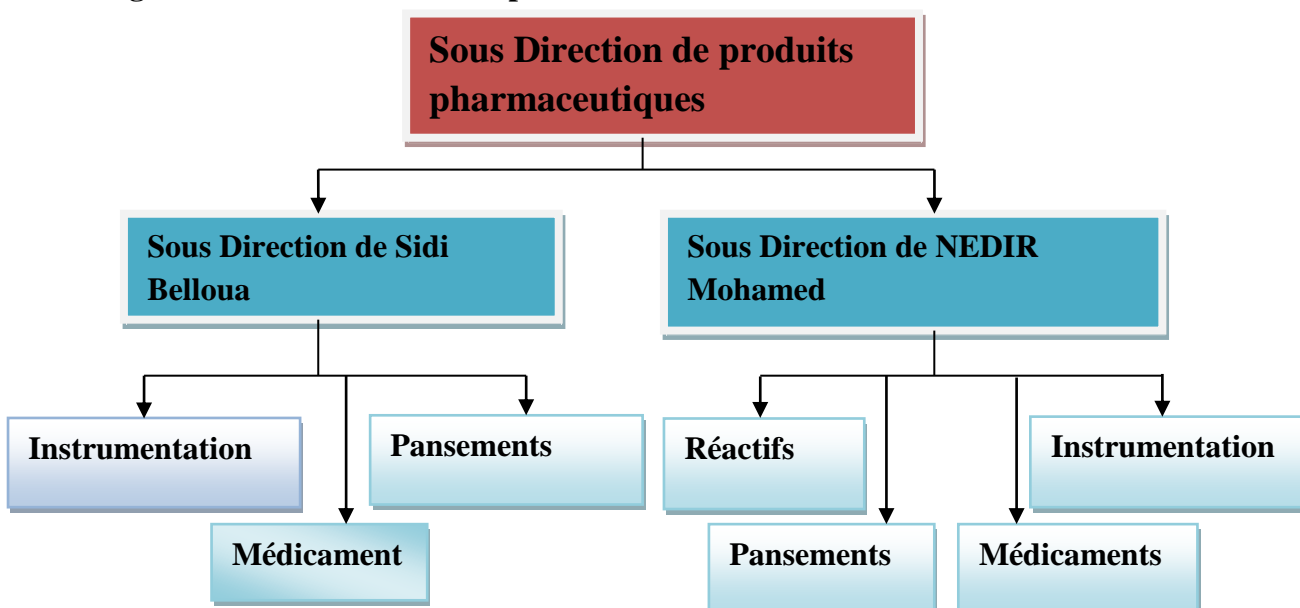 Sous Direction de produits
pharmaceutiques
Sous Direction de Sidi
Belloua
Sous Direction de NEDIR
Mohamed
Instrumentation
Pansements
Réactifs
Instrumentation
Médicament
Pansements
Médicaments